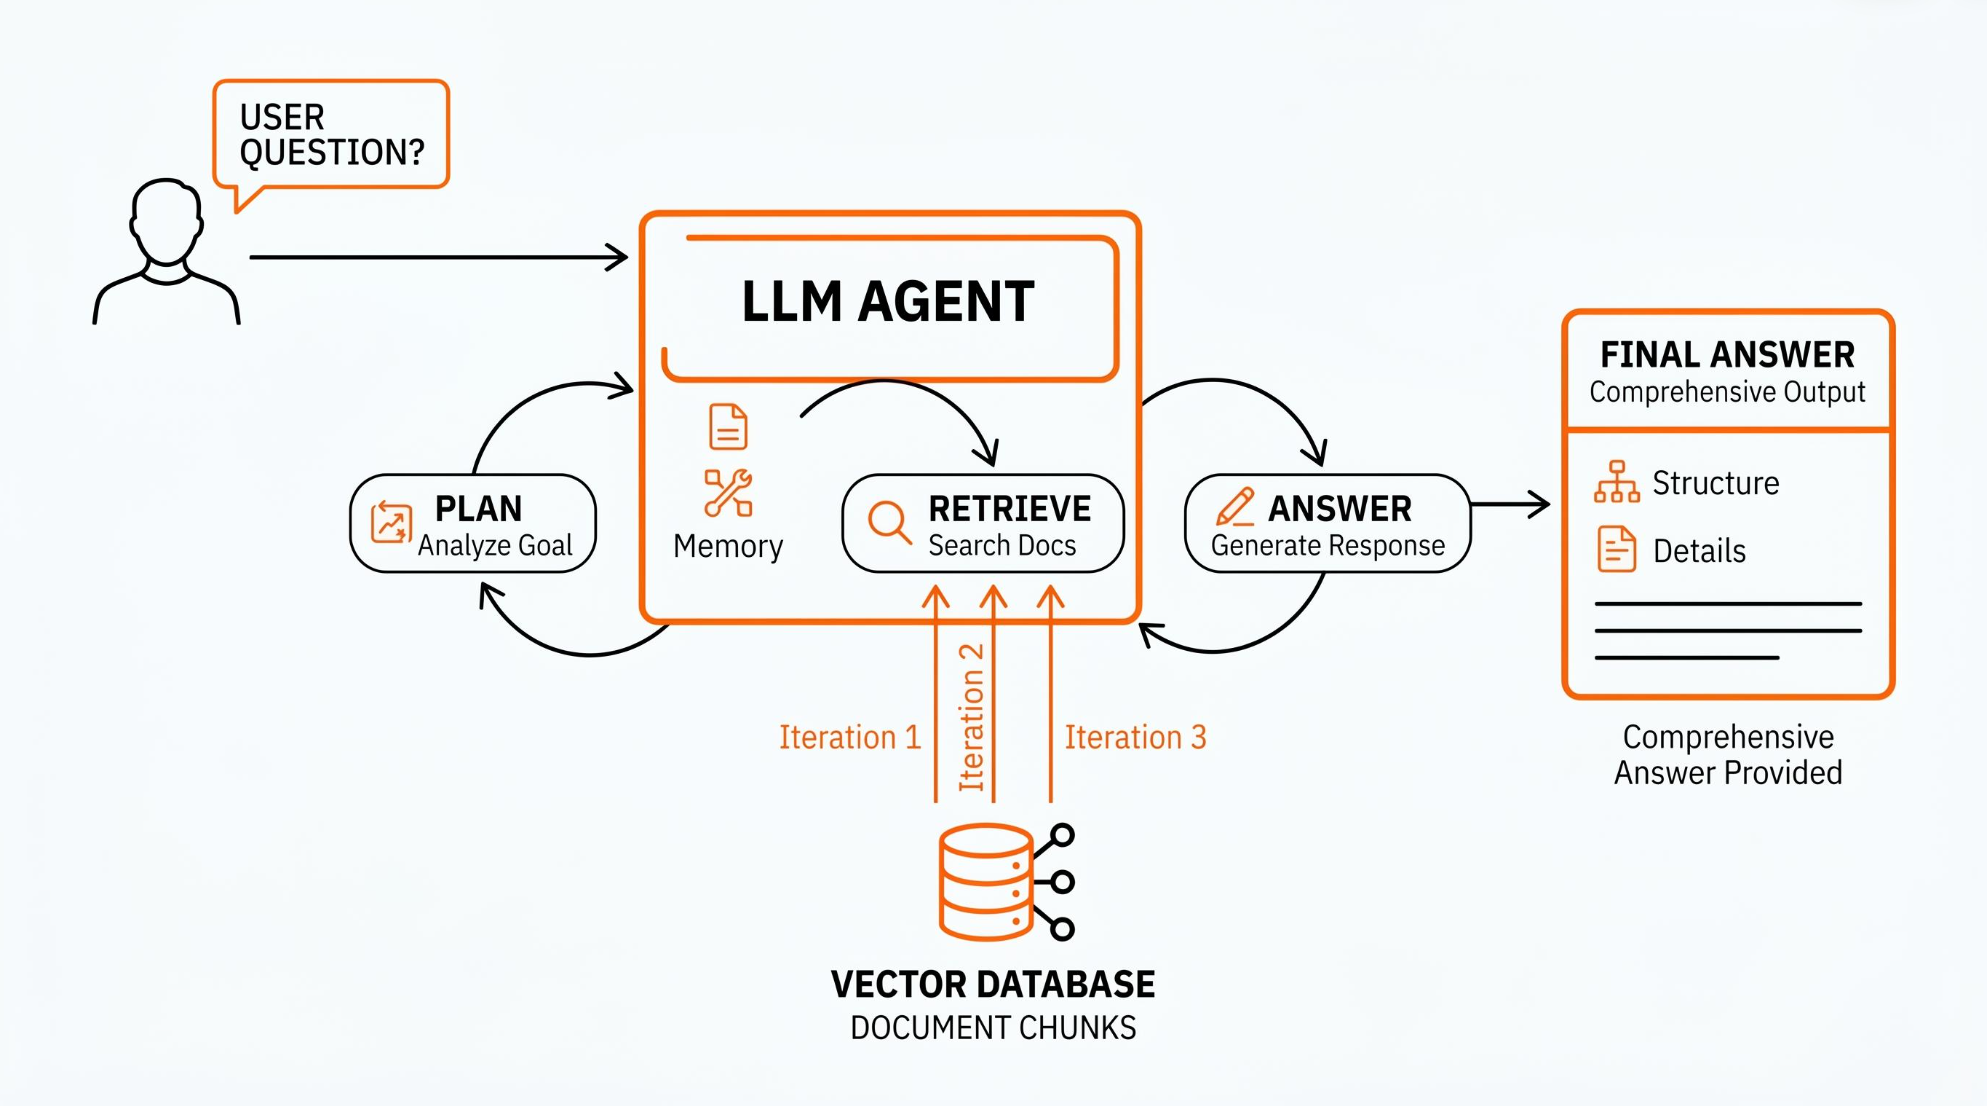 USER
QUESTION?
LLM AGENT
PLAN
Analyze Goal
Memory
RETRIEVE
Search Docs
ANSWER
Generate Response
FINAL ANSWER
Comprehensive Output
Structure
Details
Comprehensive
Answer Provided
Iteration 1
Iteration 2
Iteration 3
VECTOR DATABASE
DOCUMENT CHUNKS